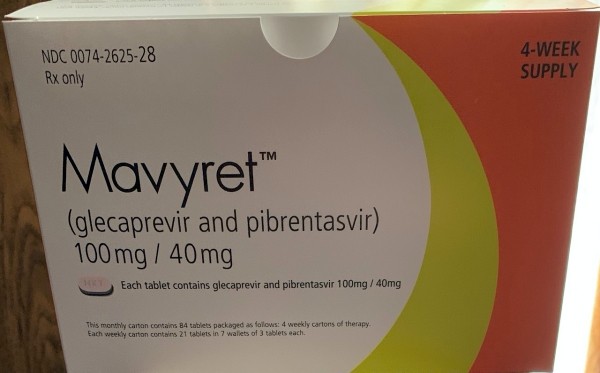 NDC 0074-2625-28
Rx only
4-WEEK
SUPPLY
Mavyret™
(glecaprevir and pibrentasvir)
100mg / 40mg
Each tablet contains glecaprevir and pibrentasvir 100mg / 40mg
This monthly carton contains 84 tablets packaged as follows: 4 weekly cartons of therapy.
Each weekly carton contains 21 tablets in 7 wallets of 3 tablets each.